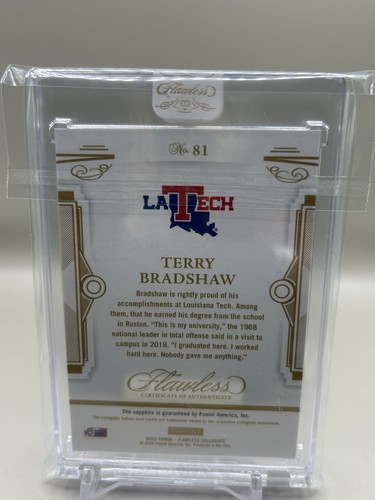 Flawless
No. 81
LA TECH
TERRY
BRADSHAW
Bradshaw is rightly proud of his
accomplishments at Louisiana Tech. Among
them, that he earned his degree from the school
in Ruston. "This is my university," the 1968
national leader in total offense said in a visit to
campus in 2019. "I graduated here. I worked
hard here. Nobody gave me anything."
Flawless
CERTIFICATE OF AUTHENTICITY
The sapphire is guaranteed by Panini America, Inc.